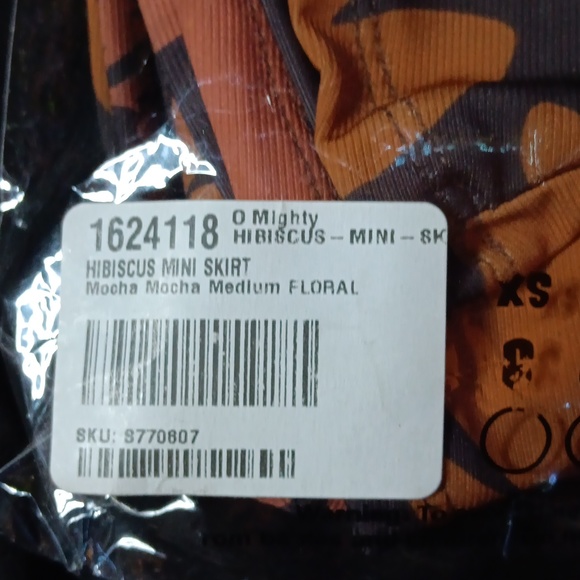 1624118 O Mighty
HIBISCUS-MINI-SK
HIBISCUS MINI SKIRT
Mocha Mocha Medium FLORAL
SKU: S770807
XS
S